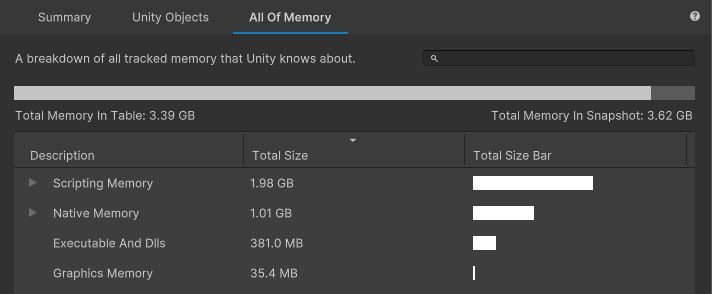 Summary Unity Objects All Of Memory ?
A breakdown of all tracked memory that Unity knows about.
Total Memory In Table: 3.39 GB Total Memory In Snapshot: 3.62 GB
Description Total Size Total Size Bar
Scripting Memory 1.98 GB
Native Memory 1.01 GB
Executable And Dlls 381.0 MB
Graphics Memory 35.4 MB